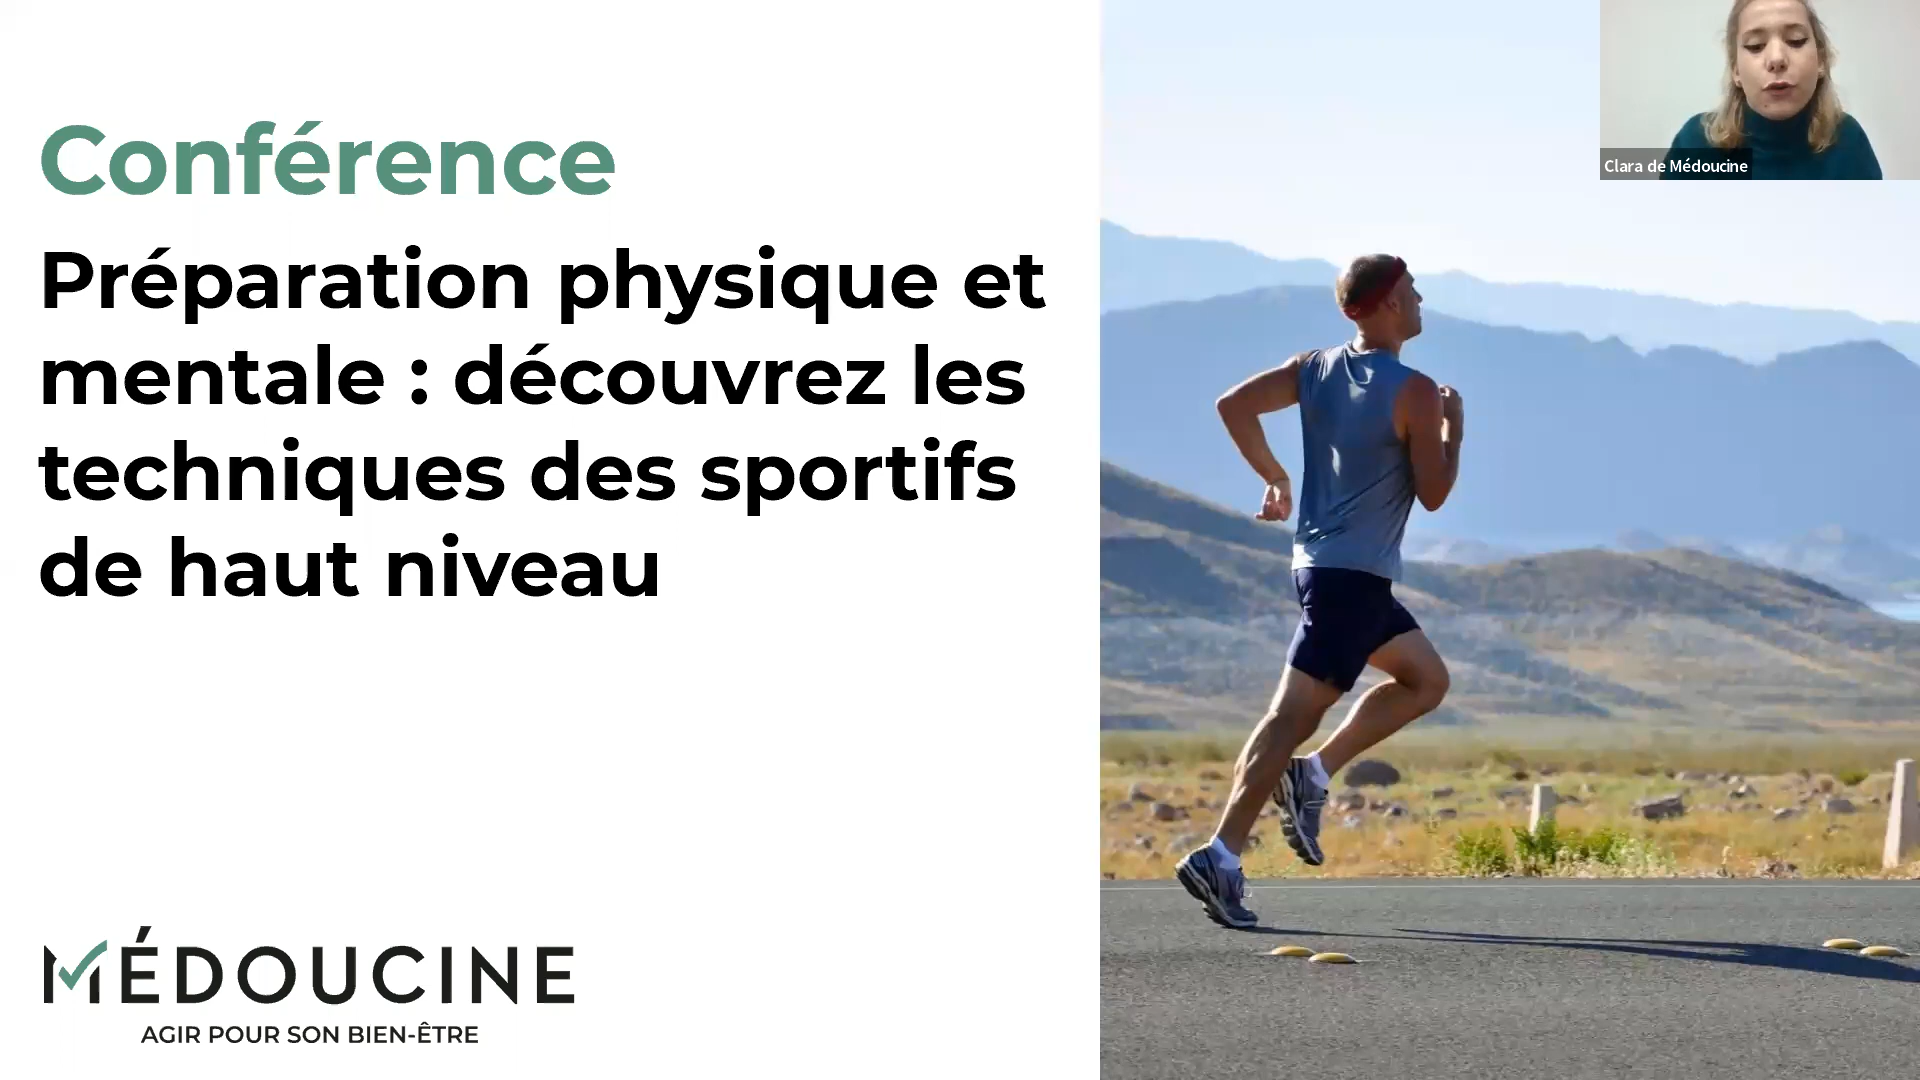 Conférence
Préparation physique et
mentale : découvrez les
techniques des sportifs
de haut niveau
MÉDOUCINE
AGIR POUR SON BIEN-ÊTRE
Clara de Médoucine